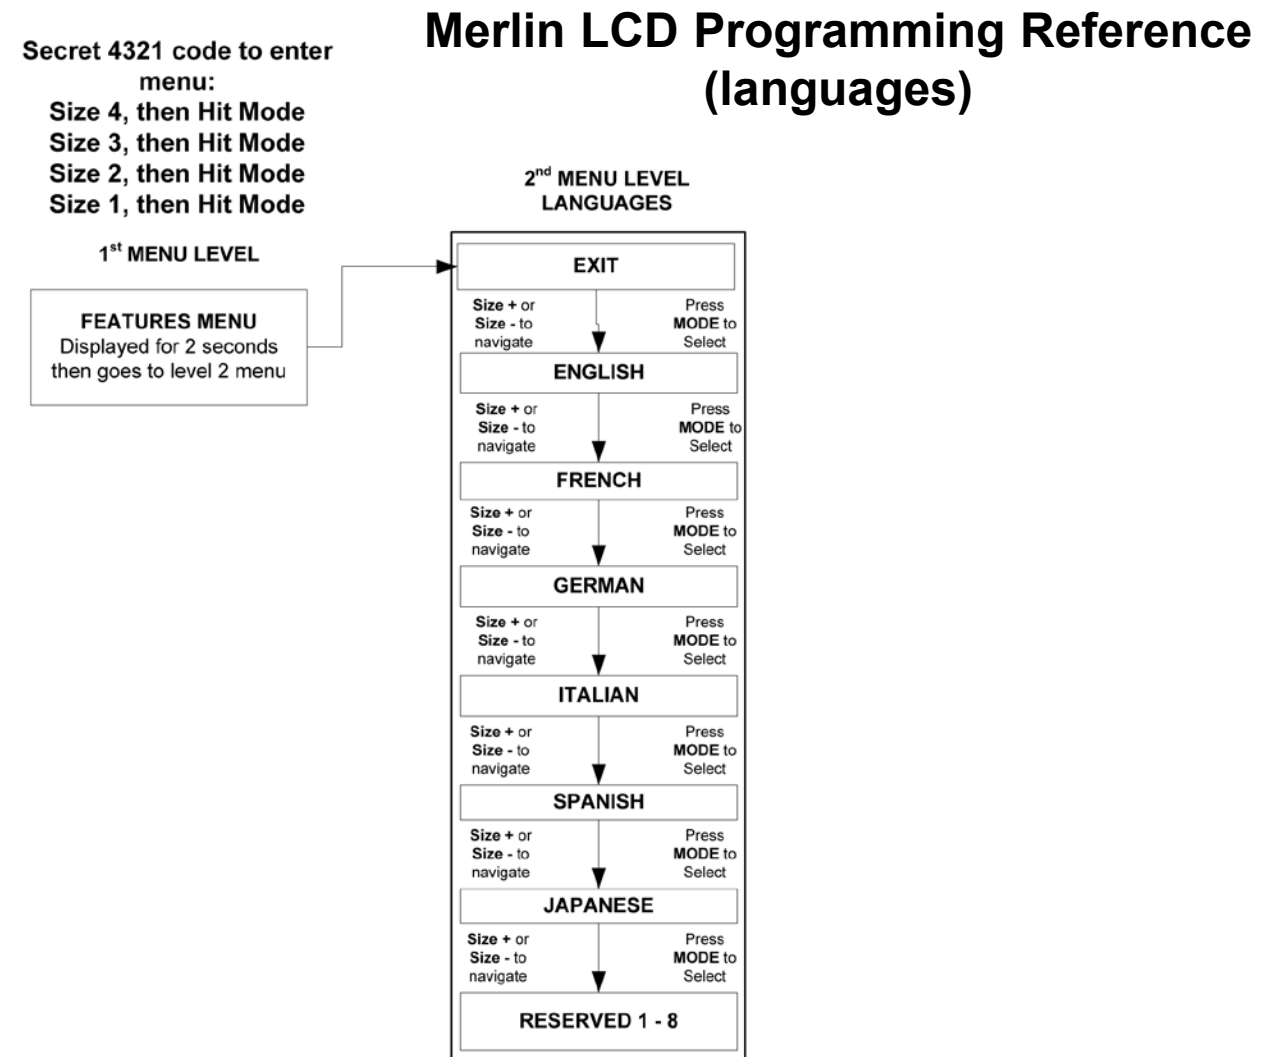 Merlin LCD Programming Reference
(languages)
Secret 4321 code to enter
menu:
Size 4, then Hit Mode
Size 3, then Hit Mode
Size 2, then Hit Mode
Size 1, then Hit Mode
1st MENU LEVEL
FEATURES MENU
Displayed for 2 seconds
then goes to level 2 menu
2nd MENU LEVEL
LANGUAGES
EXIT
Size + or
Size - to
navigate
Press
MODE to
Select
ENGLISH
Size + or
Size - to
navigate
Press
MODE to
Select
FRENCH
Size + or
Size - to
navigate
Press
MODE to
Select
GERMAN
Size + or
Size - to
navigate
Press
MODE to
Select
ITALIAN
Size + or
Size - to
navigate
Press
MODE to
Select
SPANISH
Size + or
Size - to
navigate
Press
MODE to
Select
JAPANESE
Size + or
Size - to
navigate
Press
MODE to
Select
RESERVED 1 - 8